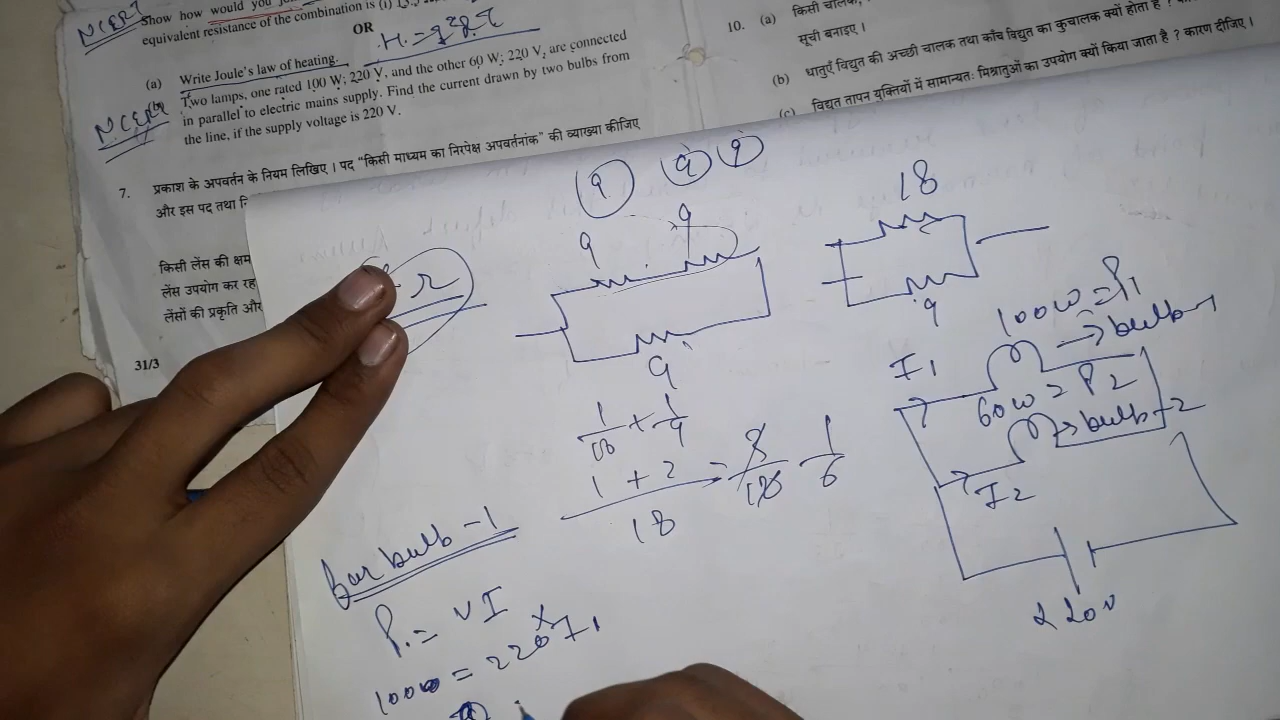 NCERT
Show how would you
equivalent resistance of the combination is (i)
OR
H = I²RT
(a) Write Joule's law of heating.
NCERT (b) Two lamps, one rated 100 W; 220 V, and the other 60 W; 220 V, are connected
in parallel to electric mains supply. Find the current drawn by two bulbs from
the line, if the supply voltage is 220 V.
7. प्रकाश के अपवर्तन के नियम लिखिए । पद "किसी माध्यम का निरपेक्ष अपवर्तनांक" की व्याख्या कीजिए
और इस पद तथा
किसी लेंस की
लेंस उपयोग कर
लेंसों की प्रकृति और
31/3
10. (a) किसी चालक,
सूची बनाइए ।
(b) धातुएँ विद्युत की अच्छी चालक तथा काँच विद्युत का कुचालक क्यों होता है ?
(c) विद्युत तापन युक्तियों में सामान्यतः मिश्रातुओं का उपयोग क्यों किया जाता है ? कारण दीजिए ।
9 9 9
9 9
9
18
9
1/18 + 1/9
1 + 2 / 18 = 3/18 1/6
100W = P1
→ bulb-1
I1
60W = P2
→ bulb-2
I2
220V
For bulb-1
P1 = VI
100 = 220 × I1